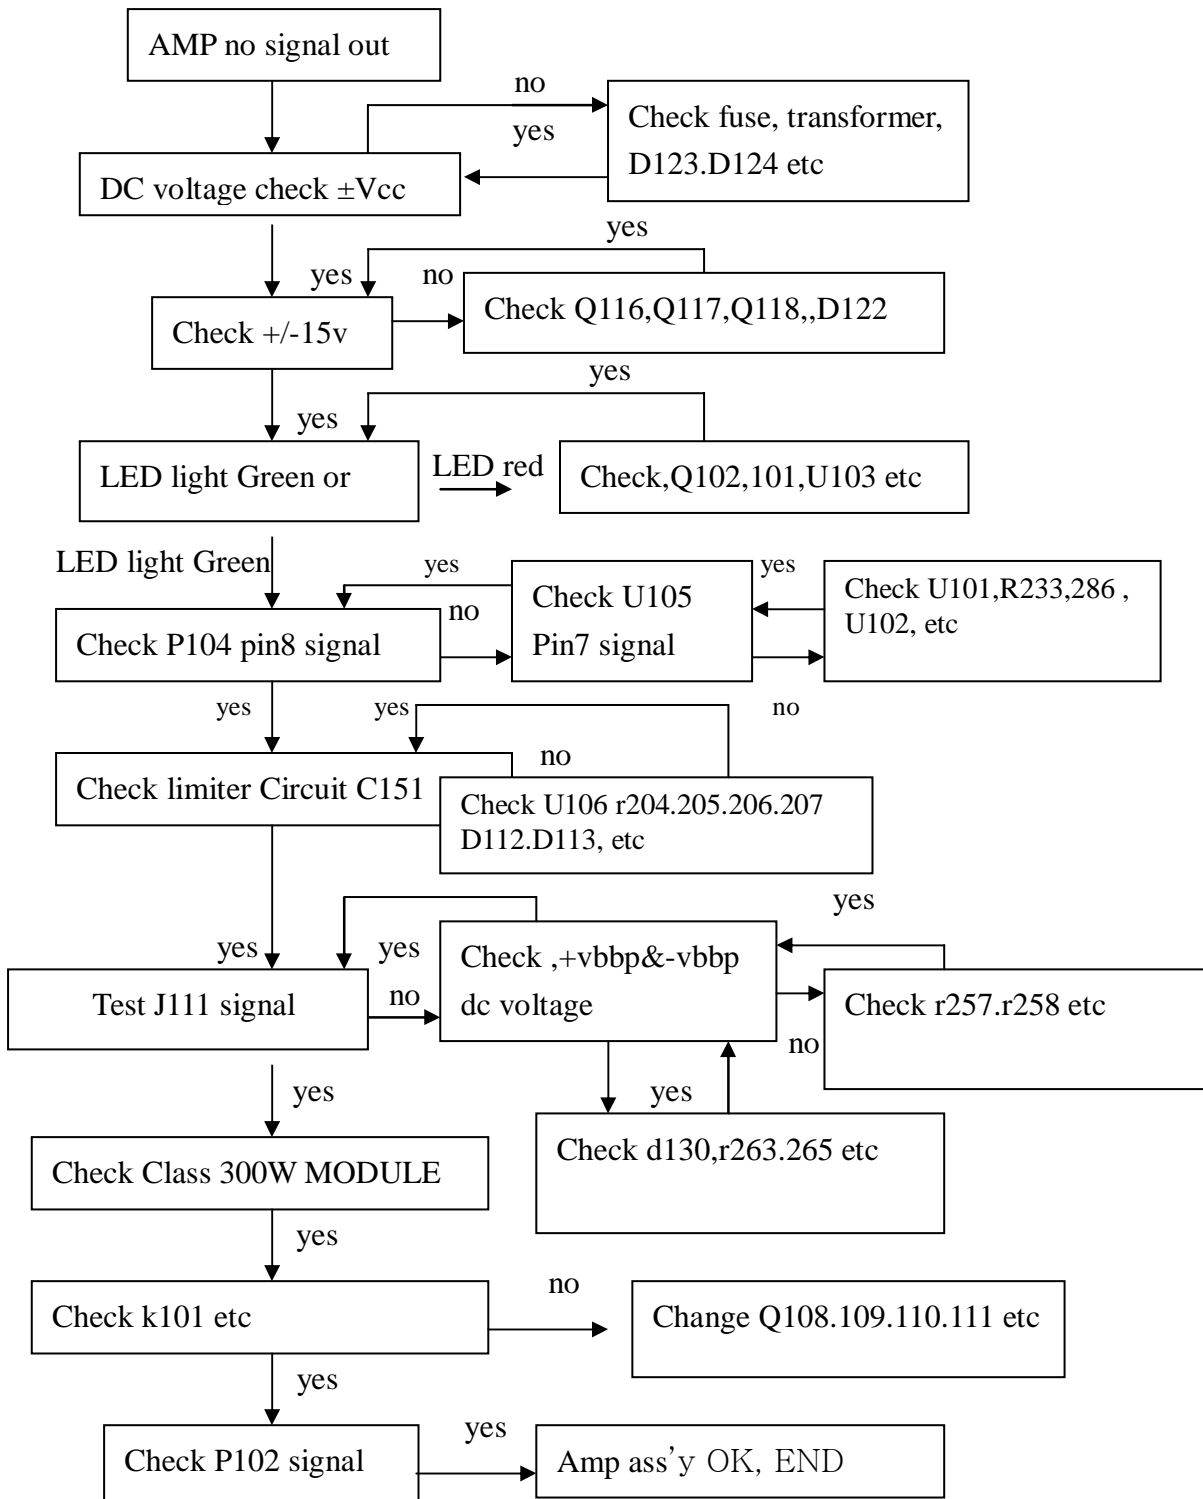 AMP no signal out
no
Check fuse, transformer,
yes
D123.D124 etc
DC voltage check ±Vcc
yes
yes
no
Check Q116,Q117,Q118,,D122
Check +/-15v
yes
yes
LED light Green or
LED red
Check,Q102,101,U103 etc
LED light Green
yes
yes
Check U105
Pin7 signal
Check U101,R233,286 ,
U102, etc
no
Check P104 pin8 signal
yes
yes
no
Check limiter Circuit C151
no
Check U106 r204.205.206.207
D112.D113, etc
yes
yes
yes
Check ,+vbbp&-vbbp
dc voltage
Test J111 signal
no
Check r257.r258 etc
no
yes
yes
Check d130,r263.265 etc
Check Class 300W MODULE
yes
Check k101 etc
no
Change Q108.109.110.111 etc
yes
Check P102 signal
yes
Amp ass’y OK, END